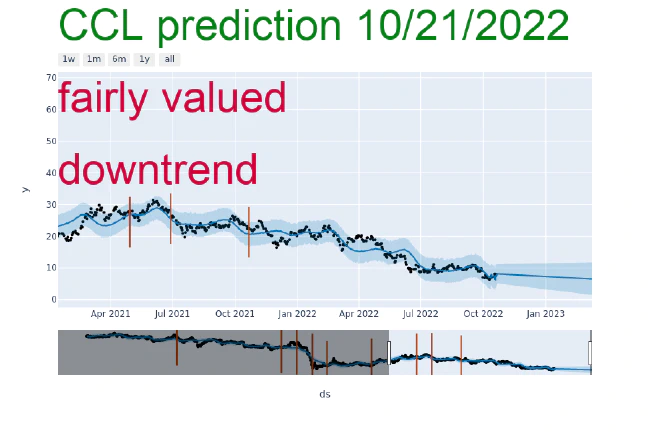 CCL prediction 10/21/2022
1w 1m 6m 1y all
fairly valued
downtrend
70
60
50
40
30
20
10
0
y
Apr 2021 Jul 2021 Oct 2021 Jan 2022 Apr 2022 Jul 2022 Oct 2022 Jan 2023
ds